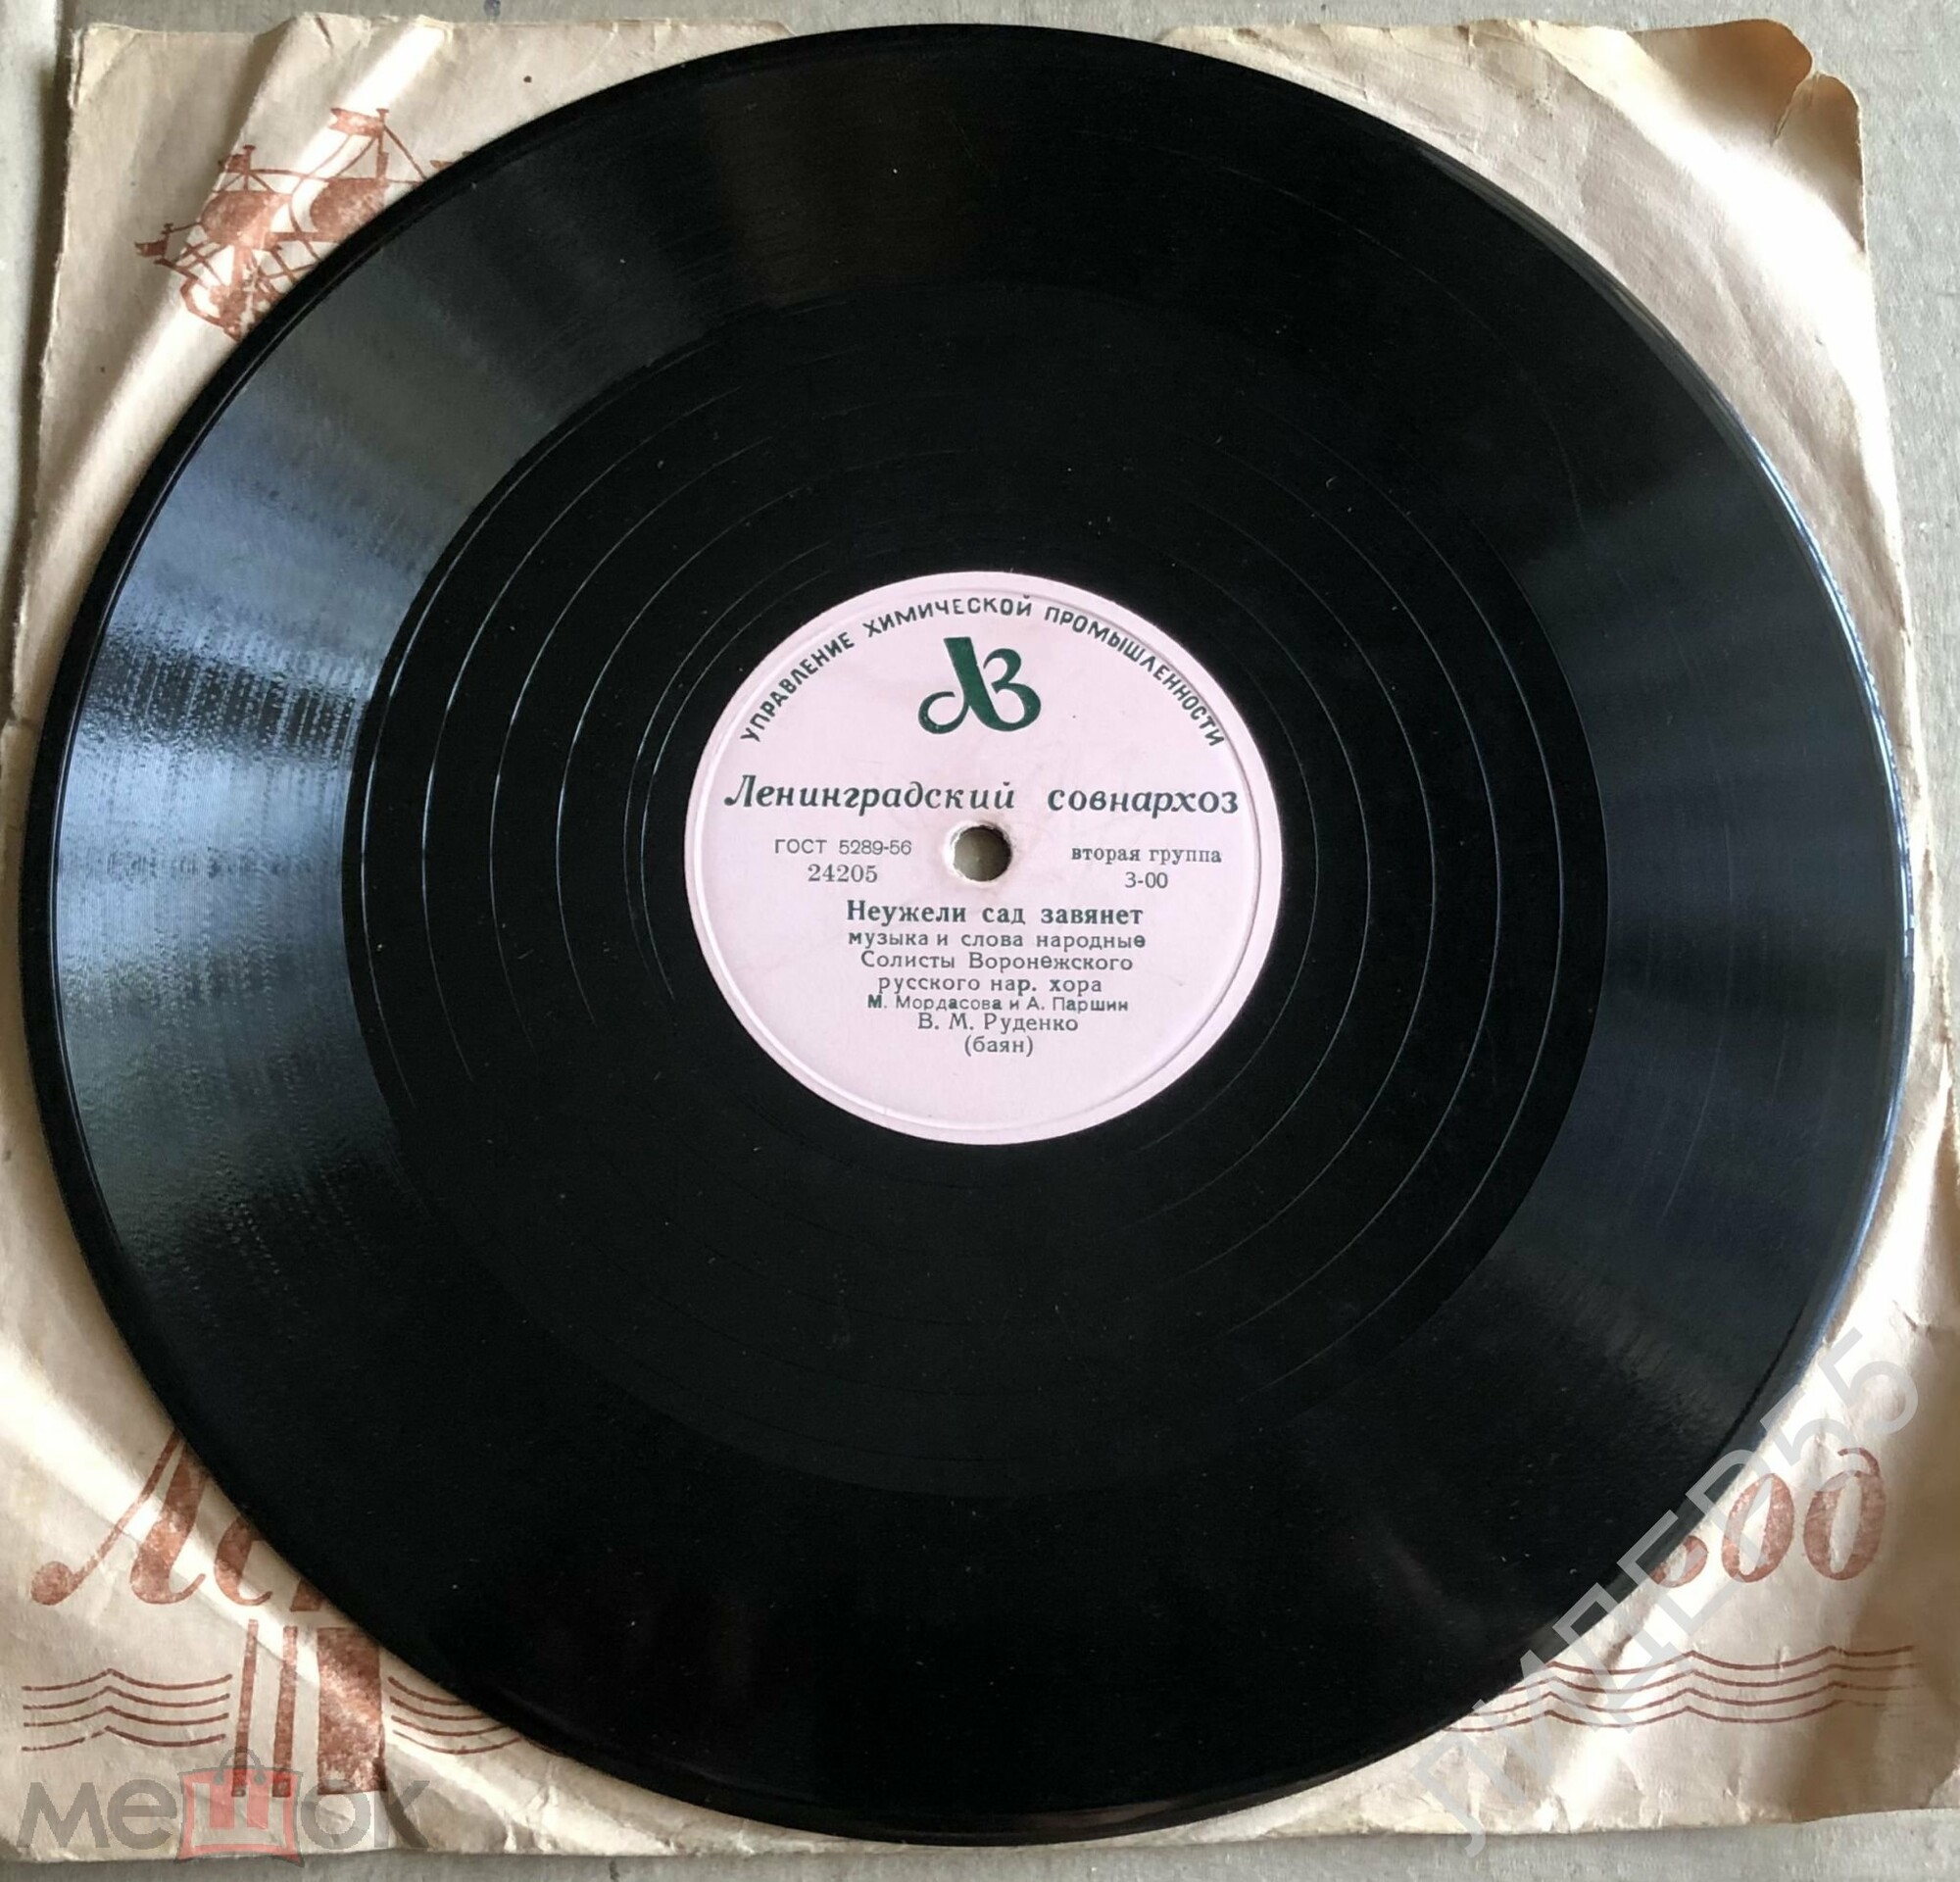 УПРАВЛЕНИЕ ХИМИЧЕСКОЙ ПРОМЫШЛЕННОСТИ
Ленинградский совнархоз
ГОСТ 5289-56
24205
вторая группа
3-00
Неужели сад завянет
музыка и слова народные
Солисты Воронежского
русского нар. хора
М. Мордасова и А. Паршин
В. М. Руденко
(баян)
ЛИДЕР55
мешок